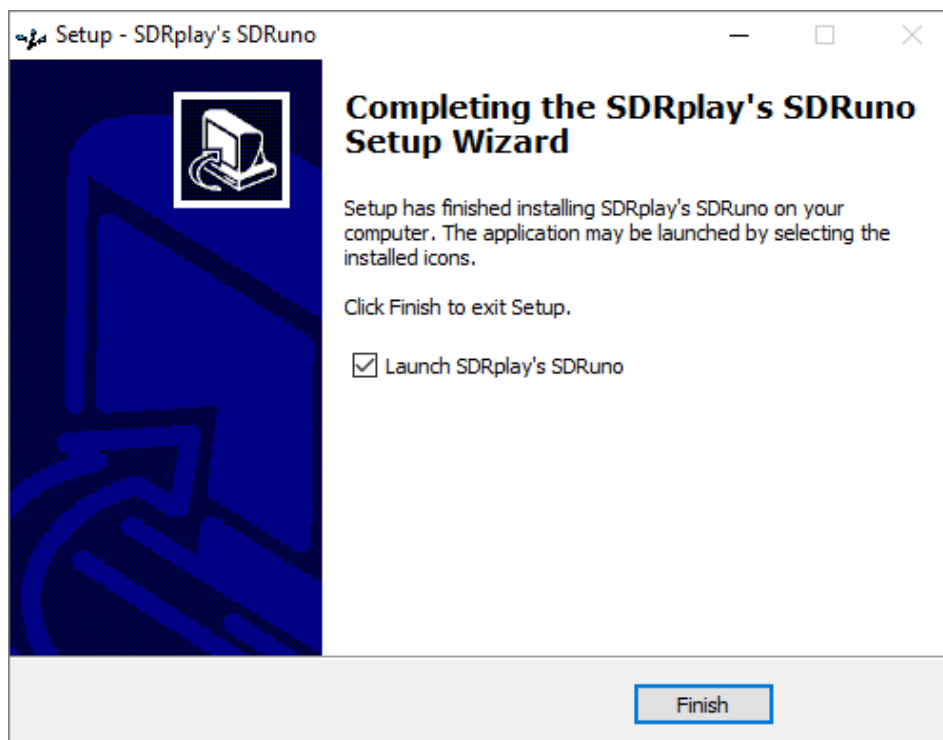 Setup - SDRplay's SDRuno
Completing the SDRplay's SDRuno
Setup Wizard
Setup has finished installing SDRplay's SDRuno on your
computer. The application may be launched by selecting the
installed icons.
Click Finish to exit Setup.
Launch SDRplay's SDRuno
Finish